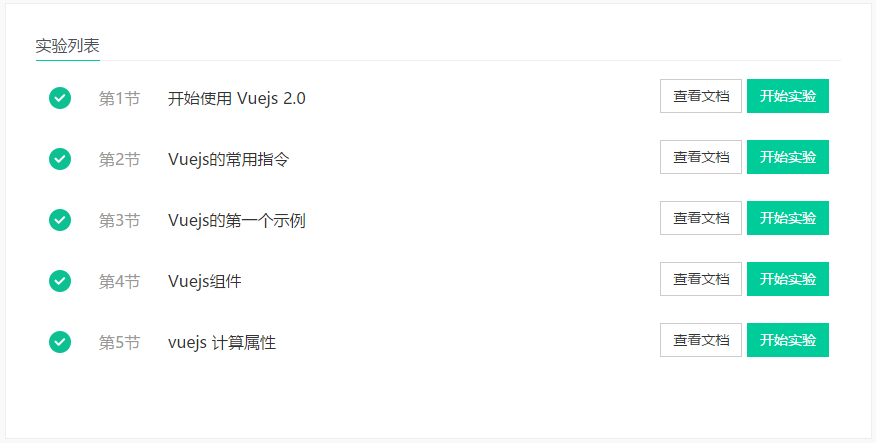 实验列表
第1节 开始使用 Vuejs 2.0 查看文档 开始实验
第2节 Vuejs的常用指令 查看文档 开始实验
第3节 Vuejs的第一个示例 查看文档 开始实验
第4节 Vuejs组件 查看文档 开始实验
第5节 vuejs 计算属性 查看文档 开始实验